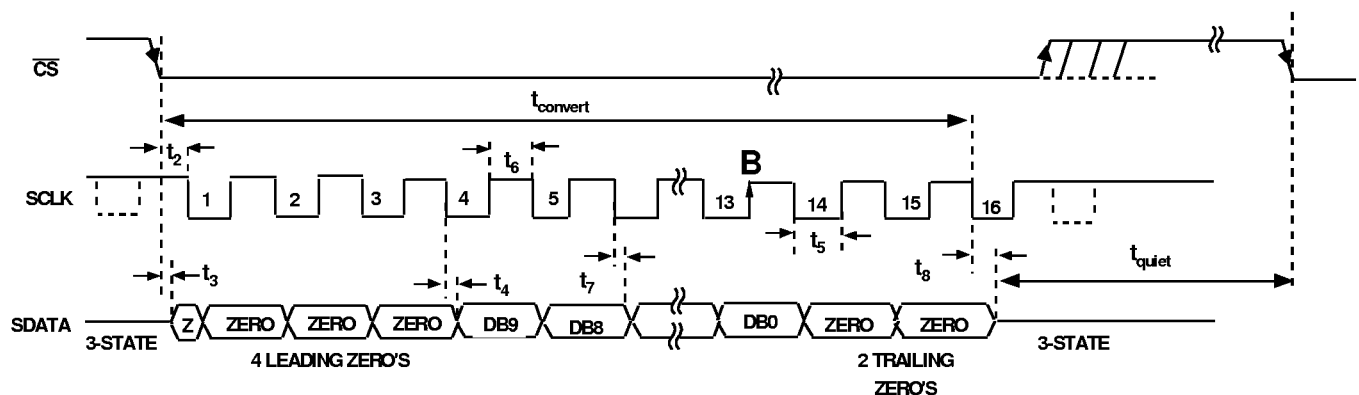 CS
tconvert
t2
t6
B
SCLK
1
2
3
4
5
13
14
15
16
t5
t3
t4
t7
t8
tquiet
SDATA
Z
ZERO
ZERO
ZERO
DB9
DB8
DB0
ZERO
ZERO
3-STATE
4 LEADING ZERO'S
2 TRAILING
ZERO'S
3-STATE